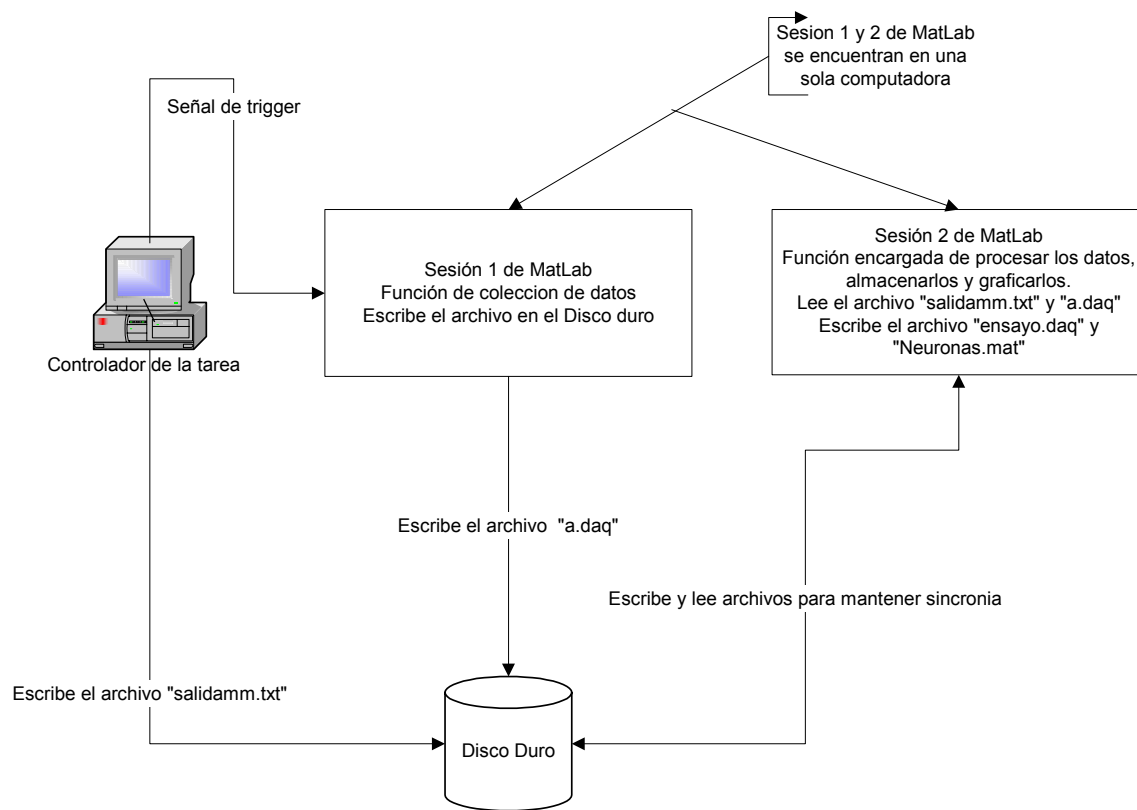 Sesion 1 y 2 de MatLab
se encuentran en una
sola computadora
Señal de trigger
Sesión 1 de MatLab
Función de coleccion de datos
Escribe el archivo en el Disco duro
Sesión 2 de MatLab
Función encargada de procesar los datos,
almacenarlos y graficarlos.
Lee el archivo "salidamm.txt" y "a.daq"
Escribe el archivo "ensayo.daq" y
"Neuronas.mat"
Controlador de la tarea
Escribe el archivo "a.daq"
Escribe y lee archivos para mantener sincronia
Escribe el archivo "salidamm.txt"
Disco Duro